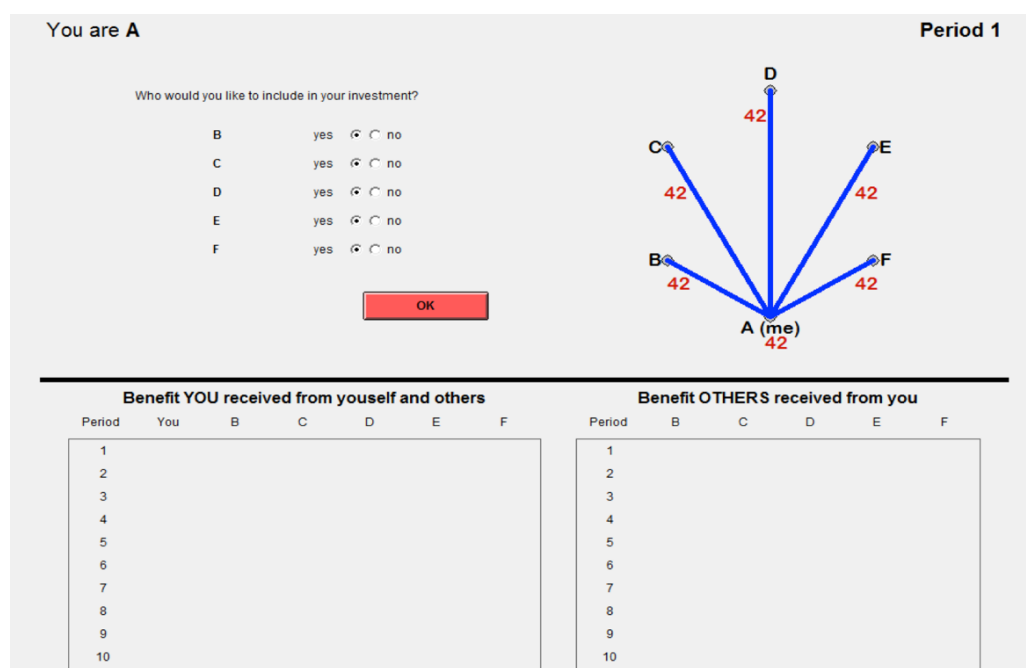 You are A
Period 1
Who would you like to include in your investment?
B yes no
C yes no
D yes no
E yes no
F yes no
OK
D
42
C
E
42
42
B
F
42
42
A (me)
42
Benefit YOU received from youself and others
Period You B C D E F
1
2
3
4
5
6
7
8
9
10
Benefit OTHERS received from you
Period B C D E F
1
2
3
4
5
6
7
8
9
10